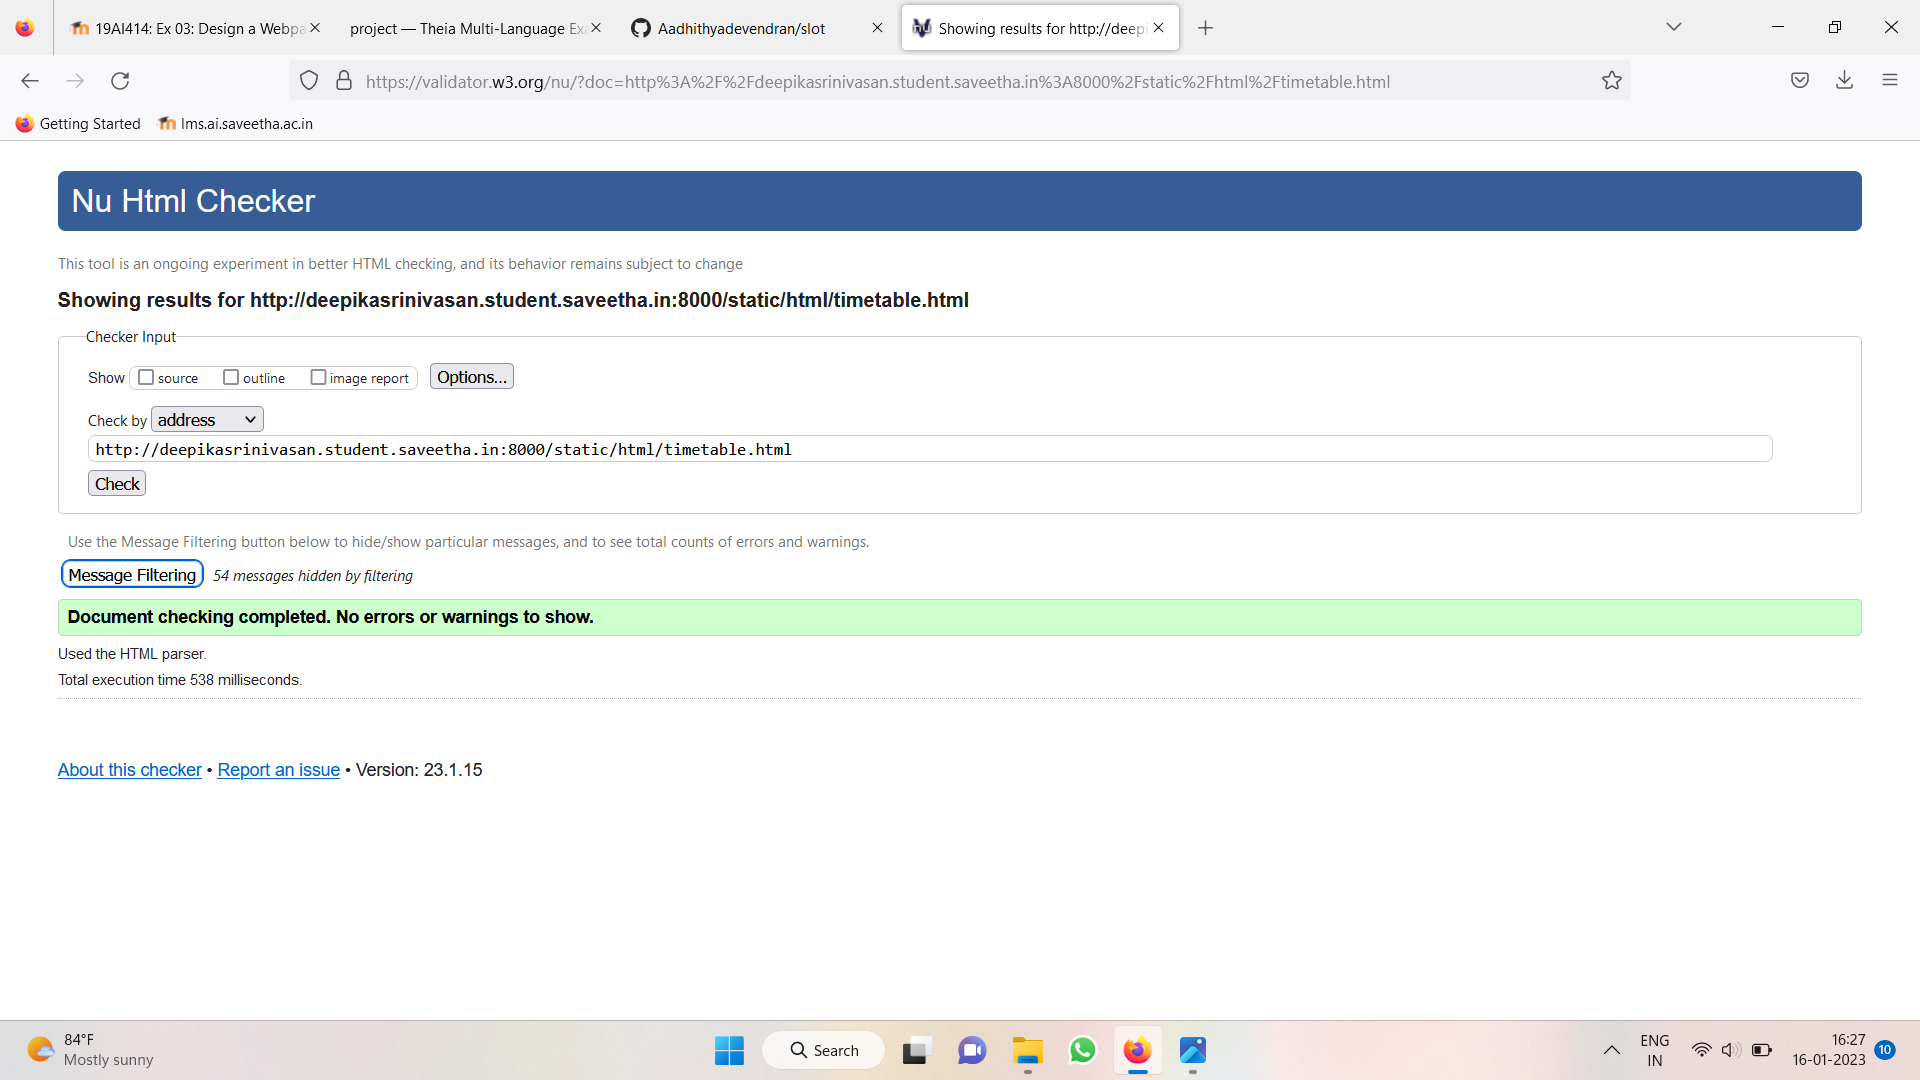 19AI414: Ex 03: Design a Webpa
project — Theia Multi-Language Exa
Aadhithyadevendran/slot
Showing results for http://deepi
https://validator.w3.org/nu/?doc=http%3A%2F%2Fdeepikasrinivasan.student.saveetha.in%3A8000%2Fstatic%2Fhtml%2Ftimetable.html
Getting Started
lms.ai.saveetha.ac.in
Nu Html Checker
This tool is an ongoing experiment in better HTML checking, and its behavior remains subject to change
Showing results for http://deepikasrinivasan.student.saveetha.in:8000/static/html/timetable.html
Checker Input
Show source outline image report Options...
Check by address
http://deepikasrinivasan.student.saveetha.in:8000/static/html/timetable.html
Check
Use the Message Filtering button below to hide/show particular messages, and to see total counts of errors and warnings.
Message Filtering 54 messages hidden by filtering
Document checking completed. No errors or warnings to show.
Used the HTML parser.
Total execution time 538 milliseconds.
About this checker • Report an issue • Version: 23.1.15
84°F
Mostly sunny
Search
ENG
IN
16:27
16-01-2023
10